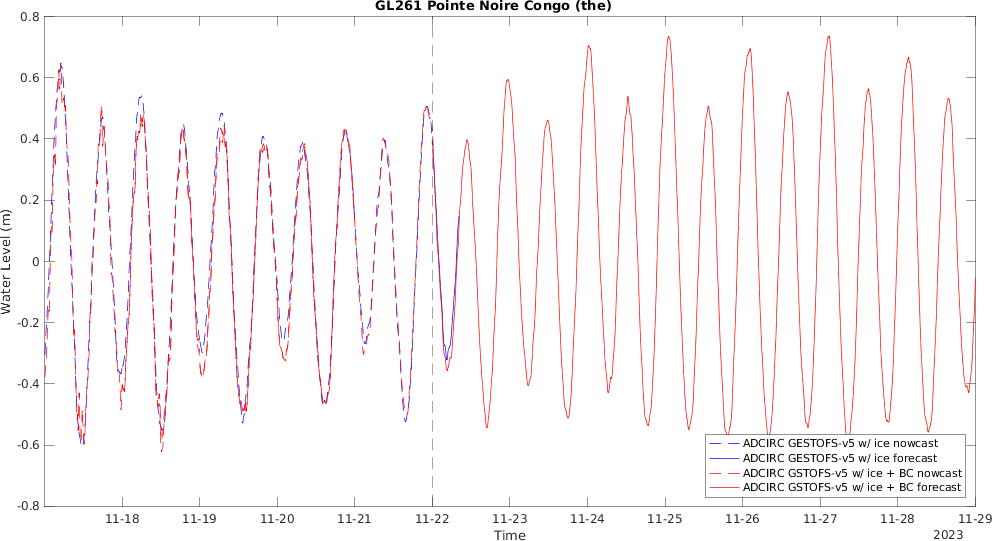 GL261 Pointe Noire Congo (the)
0.8
0.6
0.4
0.2
0
-0.2
-0.4
-0.6
-0.8
Water Level (m)
ADCIRC GESTOFS-v5 w/ ice nowcast
ADCIRC GESTOFS-v5 w/ ice forecast
ADCIRC GSTOFS-v5 w/ ice + BC nowcast
ADCIRC GSTOFS-v5 w/ ice + BC forecast
11-18 11-19 11-20 11-21 11-22 11-23 11-24 11-25 11-26 11-27 11-28 11-29
Time
2023